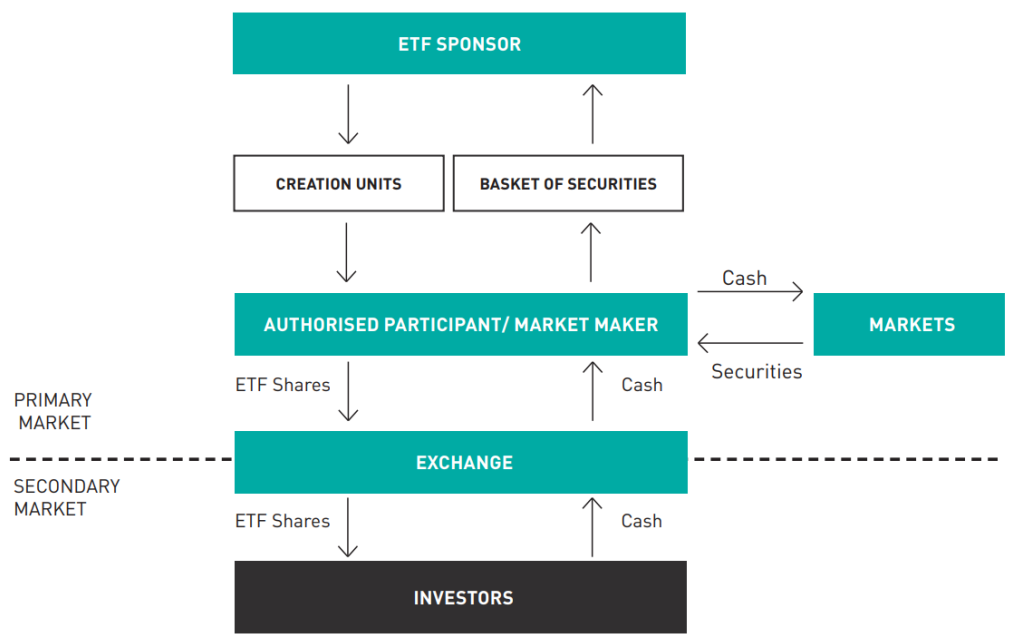 ETF SPONSOR
CREATION UNITS
BASKET OF SECURITIES
Cash
AUTHORISED PARTICIPANT/ MARKET MAKER
MARKETS
Securities
ETF Shares
Cash
PRIMARY
MARKET
EXCHANGE
SECONDARY
MARKET
ETF Shares
Cash
INVESTORS